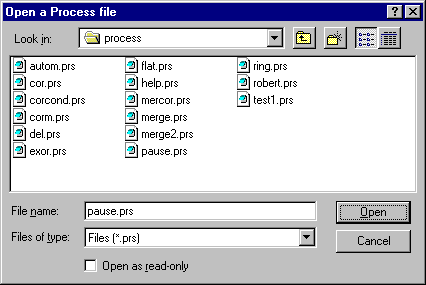 Open a Process file
Look in: process
autom.prs
cor.prs
corcond.prs
corm.prs
del.prs
exor.prs
flat.prs
help.prs
mercor.prs
merge.prs
merge2.prs
pause.prs
ring.prs
robert.prs
test1.prs
File name: pause.prs Open
Files of type: Files (*.prs) Cancel
Open as read-only